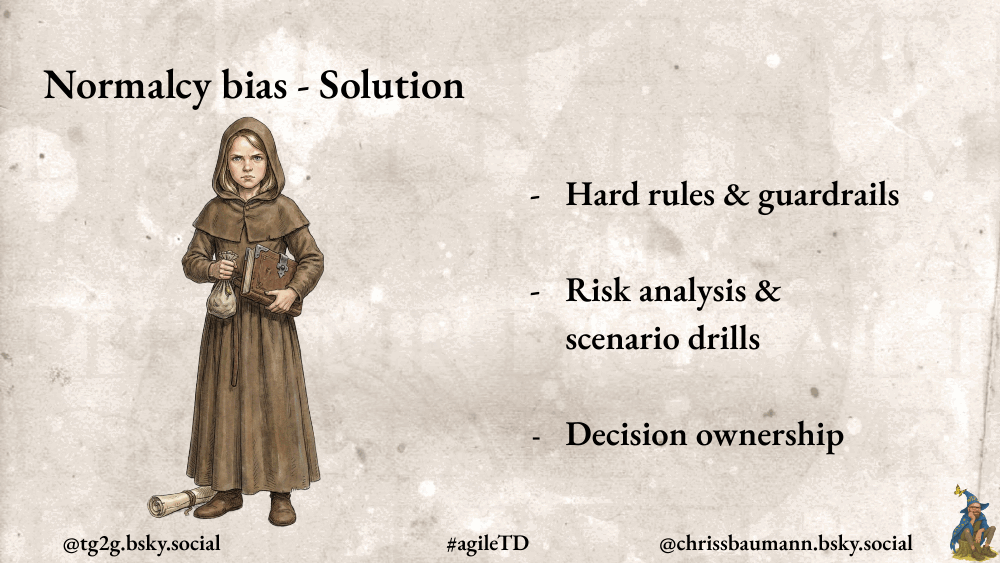 Normalcy bias - Solution
- Hard rules & guardrails
- Risk analysis &
scenario drills
- Decision ownership
@tg2g.bsky.social
#agileTD
@chrissbaumann.bsky.social